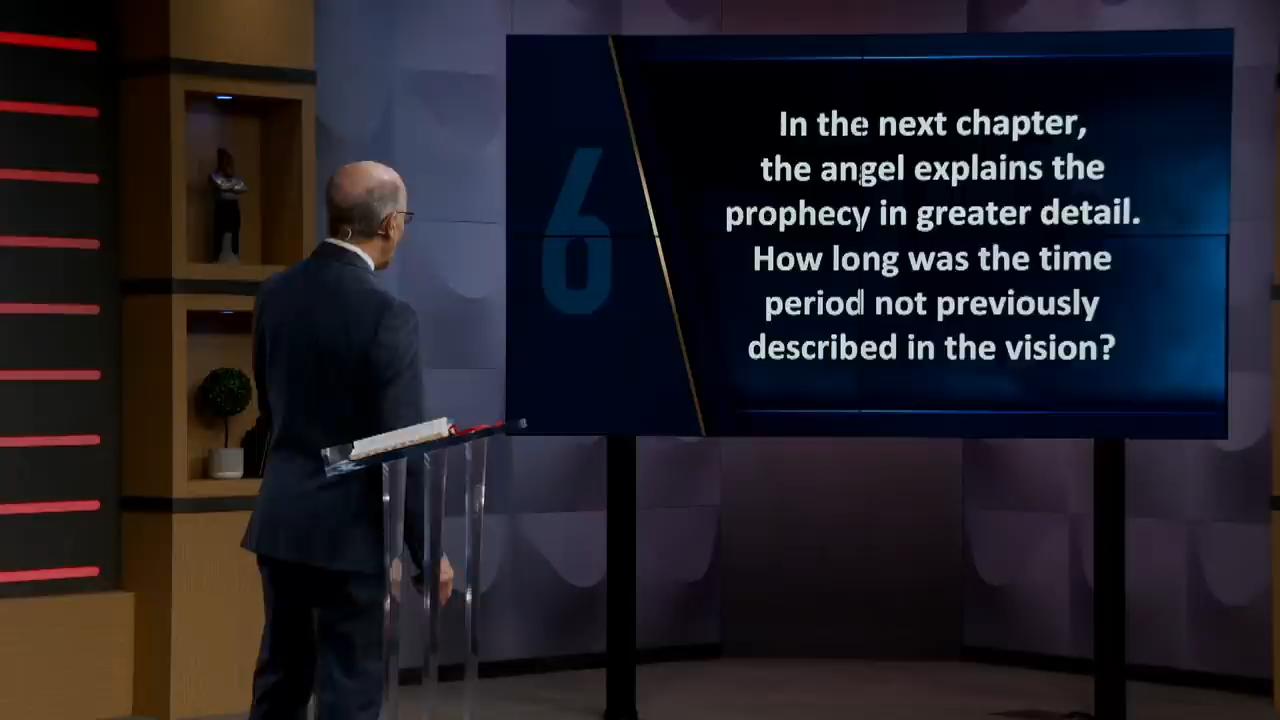 6
In the next chapter,
the angel explains the
prophecy in greater detail.
How long was the time
period not previously
described in the vision?